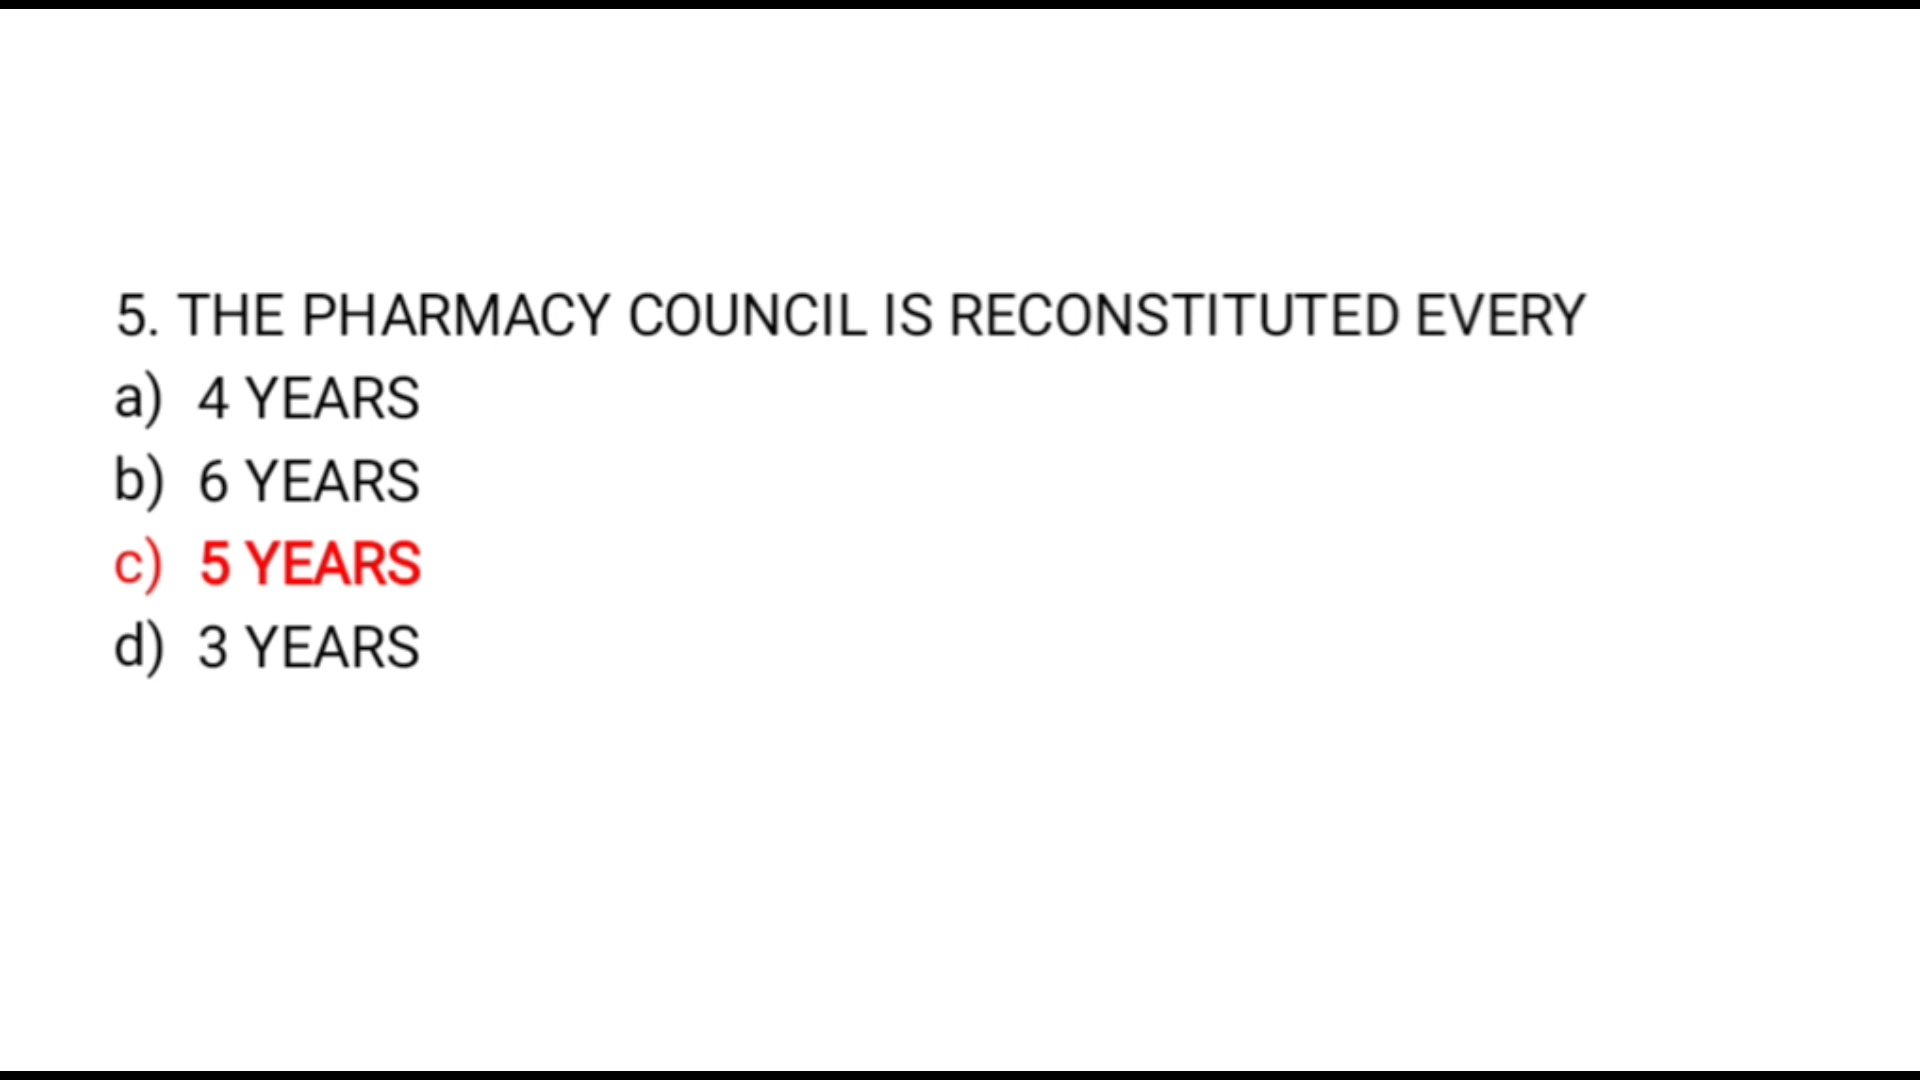 5. THE PHARMACY COUNCIL IS RECONSTITUTED EVERY
a) 4 YEARS
b) 6 YEARS
c) 5 YEARS
d) 3 YEARS